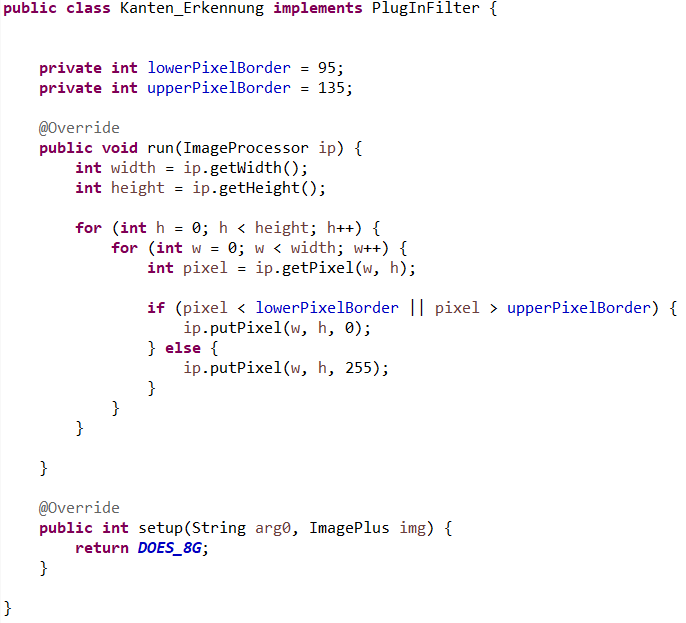 public class Kanten_Erkennung implements PlugInFilter {
private int lowerPixelBorder = 95;
private int upperPixelBorder = 135;
@Override
public void run(ImageProcessor ip) {
int width = ip.getWidth();
int height = ip.getHeight();
for (int h = 0; h < height; h++) {
for (int w = 0; w < width; w++) {
int pixel = ip.getPixel(w, h);
if (pixel < lowerPixelBorder || pixel > upperPixelBorder) {
ip.putPixel(w, h, 0);
} else {
ip.putPixel(w, h, 255);
}
}
}
}
@Override
public int setup(String arg0, ImagePlus img) {
return DOES_8G;
}
}